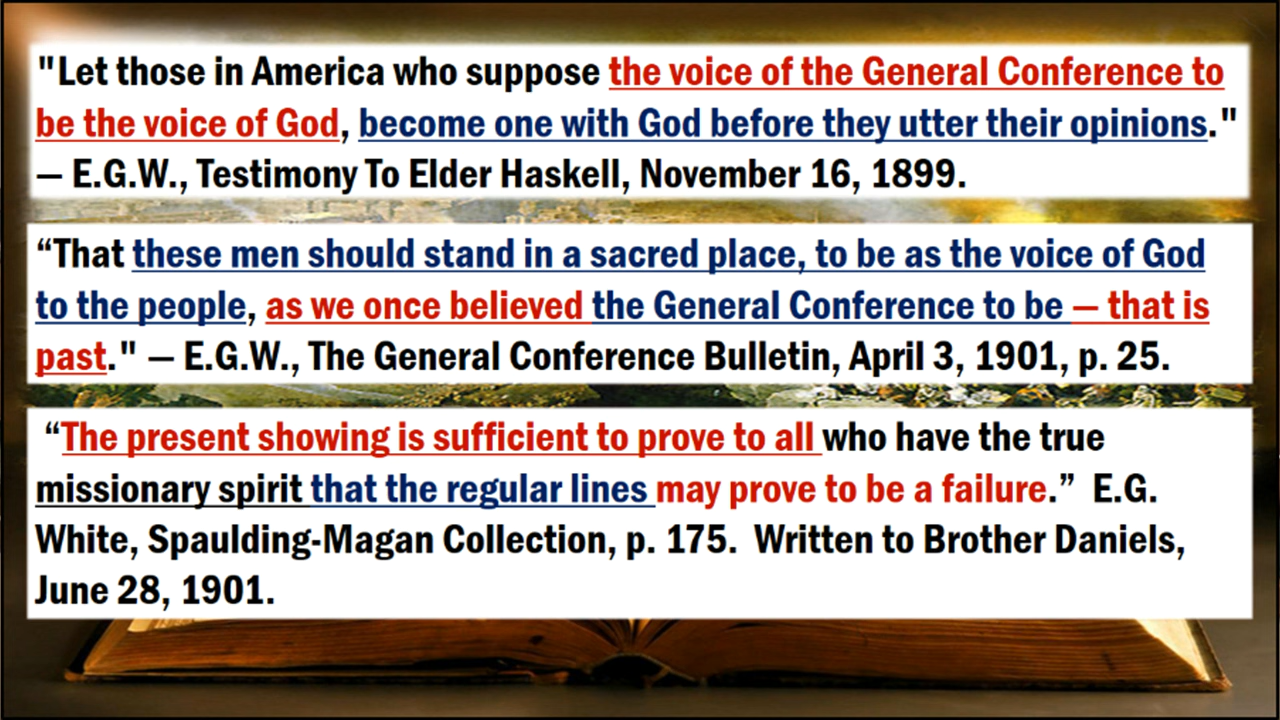 "Let those in America who suppose the voice of the General Conference to
be the voice of God, become one with God before they utter their opinions."
— E.G.W., Testimony To Elder Haskell, November 16, 1899.
“That these men should stand in a sacred place, to be as the voice of God
to the people, as we once believed the General Conference to be — that is
past." — E.G.W., The General Conference Bulletin, April 3, 1901, p. 25.
“The present showing is sufficient to prove to all who have the true
missionary spirit that the regular lines may prove to be a failure.” E.G.
White, Spaulding-Magan Collection, p. 175. Written to Brother Daniels,
June 28, 1901.